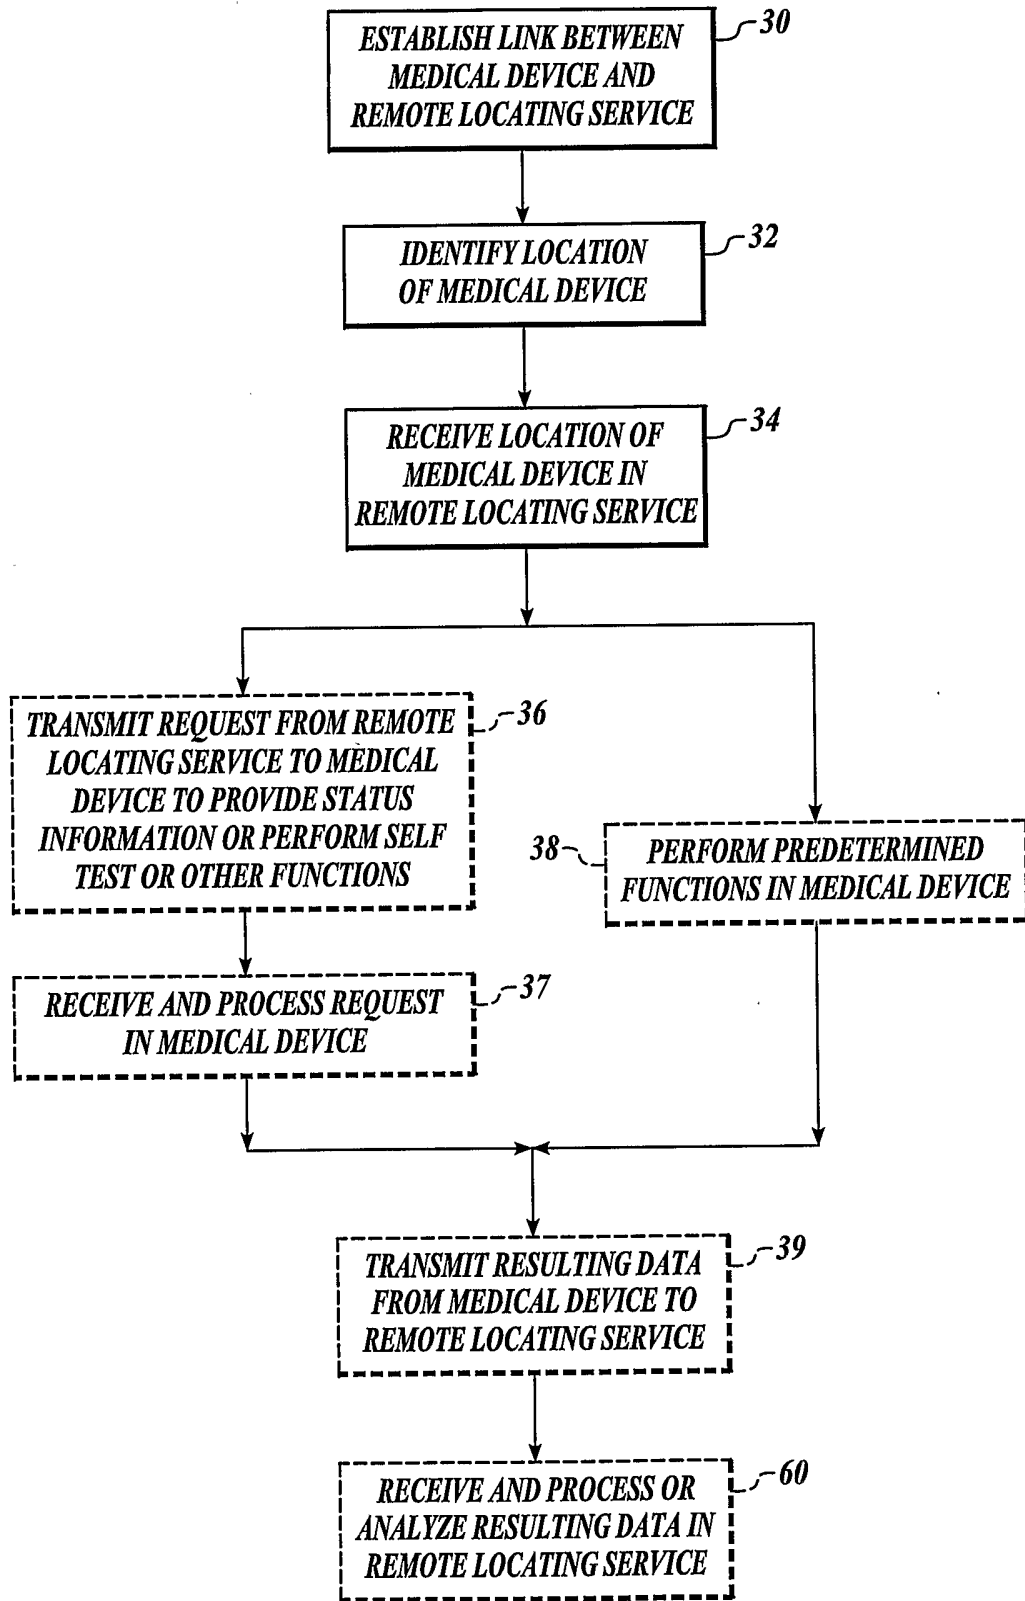 ESTABLISH LINK BETWEEN
MEDICAL DEVICE AND
REMOTE LOCATING SERVICE
30
IDENTIFY LOCATION
OF MEDICAL DEVICE
32
RECEIVE LOCATION OF
MEDICAL DEVICE IN
REMOTE LOCATING SERVICE
34
TRANSMIT REQUEST FROM REMOTE
LOCATING SERVICE TO MEDICAL
DEVICE TO PROVIDE STATUS
INFORMATION OR PERFORM SELF
TEST OR OTHER FUNCTIONS
36
38
PERFORM PREDETERMINED
FUNCTIONS IN MEDICAL DEVICE
RECEIVE AND PROCESS REQUEST
IN MEDICAL DEVICE
37
TRANSMIT RESULTING DATA
FROM MEDICAL DEVICE TO
REMOTE LOCATING SERVICE
39
RECEIVE AND PROCESS OR
ANALYZE RESULTING DATA IN
REMOTE LOCATING SERVICE
60